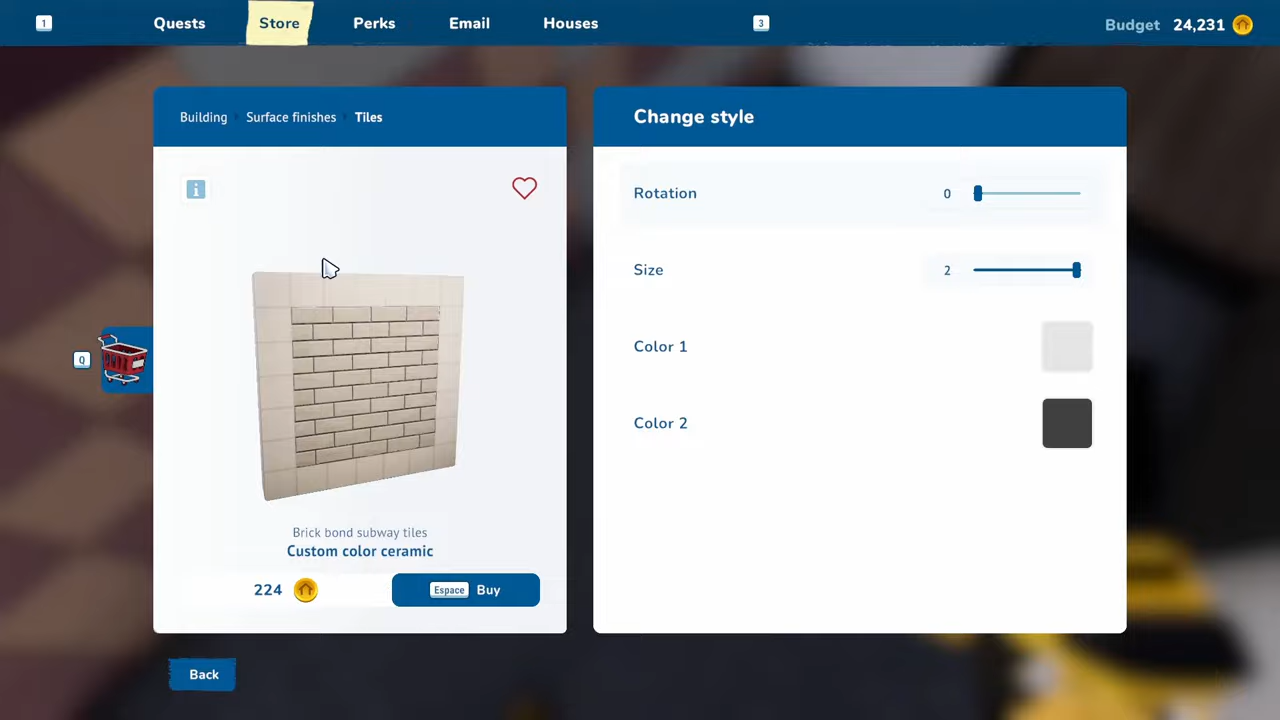 1 Quests Store Perks Email Houses 3 Budget 24,231
Building Surface finishes Tiles
Change style
i
Rotation 0
Size 2
Q
Color 1
Color 2
Brick bond subway tiles
Custom color ceramic
224 Espace Buy
Back